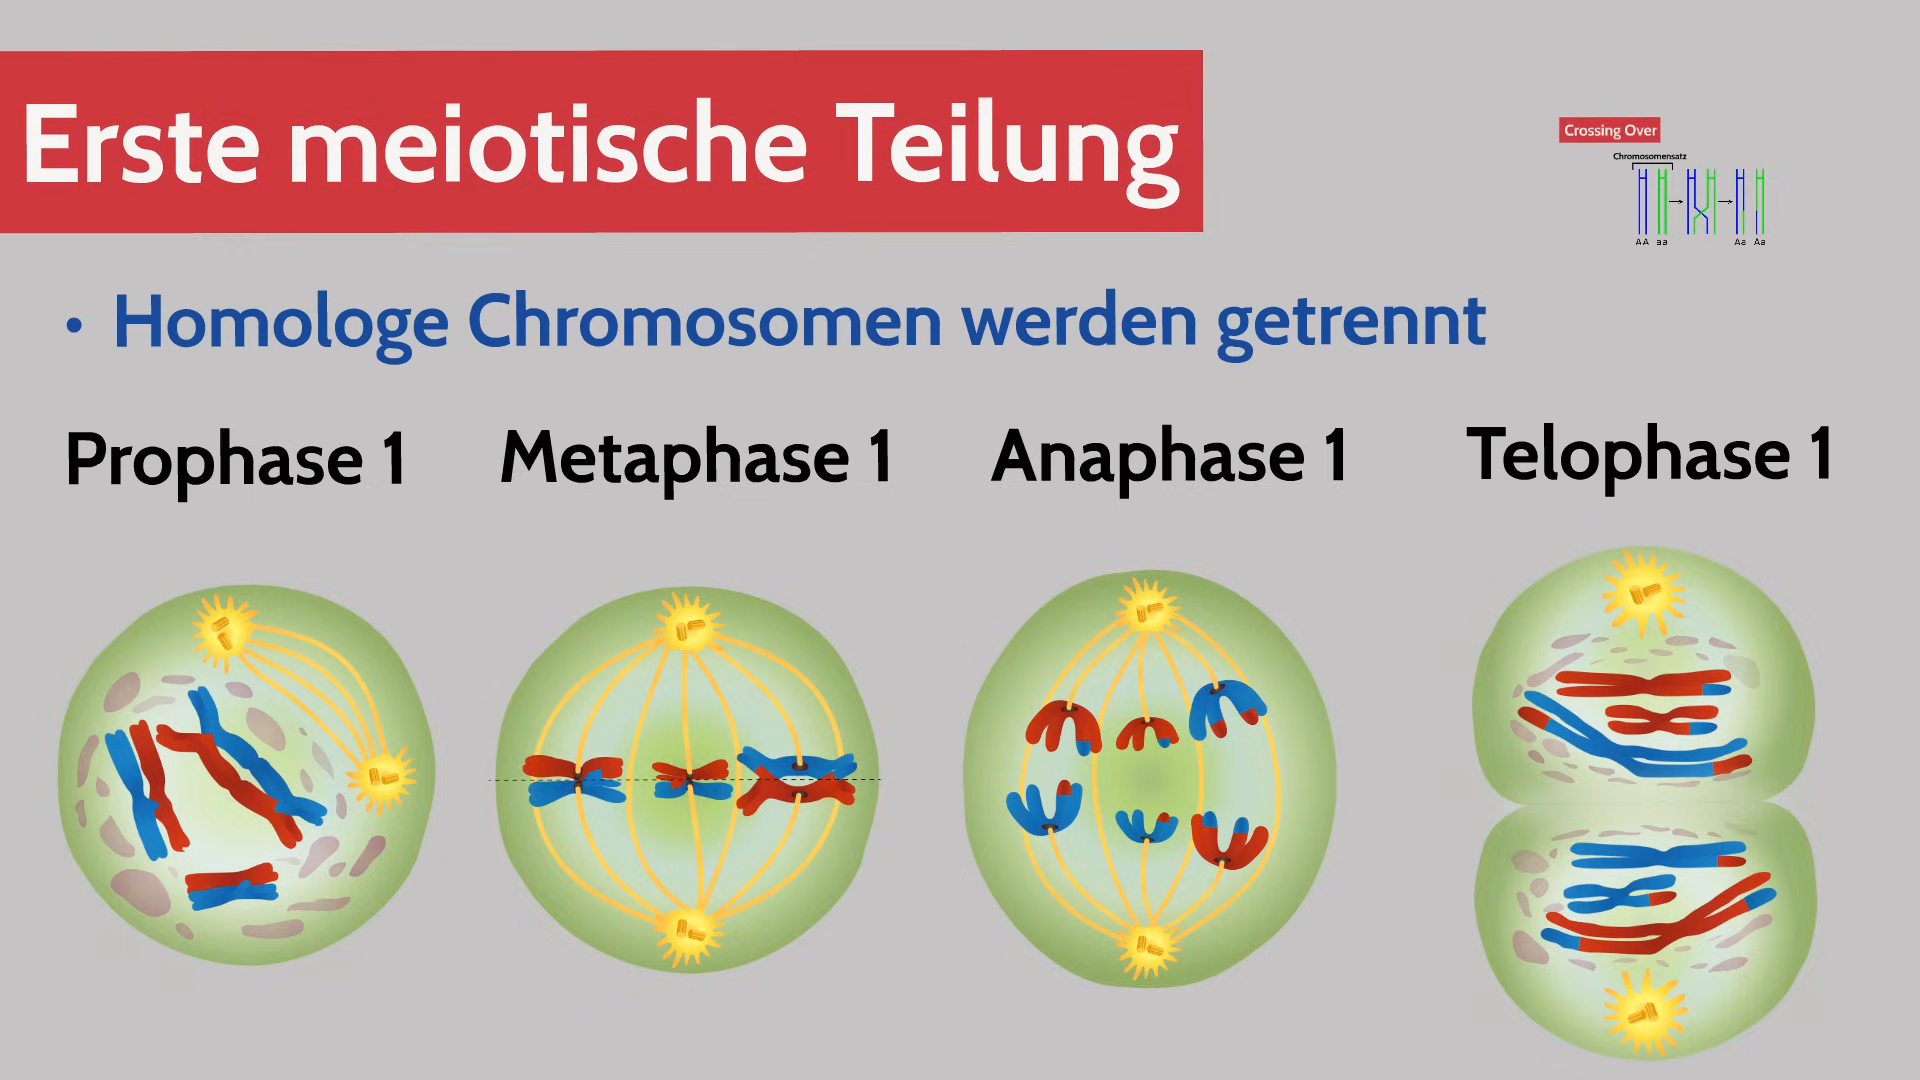 Erste meiotische Teilung
Crossing Over
Chromosomensatz
AA aa Aa Aa
• Homologe Chromosomen werden getrennt
Prophase 1 Metaphase 1 Anaphase 1 Telophase 1